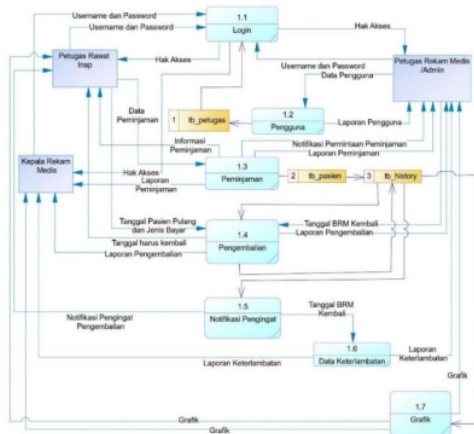 Username dan Password
1.1
Login
Username dan Password
Hak Akses
Petugas Rawat
Inap
Hak Akses
Petugas Rekam Medis
/Admin
Username dan Password
Data Pengguna
Data
Peminjaman
1 tb_petugas
1.2
Pengguna
Laporan Pengguna
Informasi
Peminjaman
Notifikasi Permintaan Peminjaman
Laporan Peminjaman
Kepala Rekam
Medis
Hak Akses
Laporan
Peminjaman
1.3
Peminjaman
2 tb_pasien
3 tb_history
Tanggal Pasien Pulang
dan Jenis Bayar
Tanggal harus kembali
Laporan Pengembalian
1.4
Pengembalian
Tanggal BRM Kembali
Laporan Pengembalian
1.5
Notifikasi Pengingat
Notifikasi Pengingat
Pengembalian
Tanggal BRM
Kembali
1.6
Data Keterlambatan
Laporan Keterlambatan
Laporan
Keterlambatan
Grafik
1.7
Grafik
Grafik
Grafik